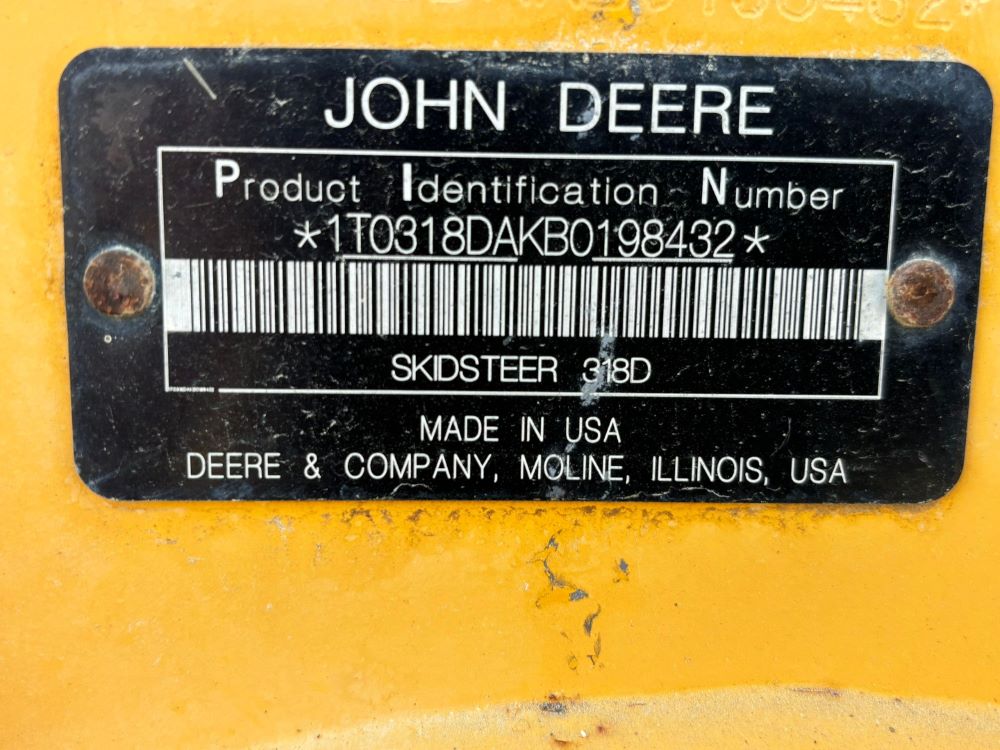 JOHN DEERE
Product Identification Number
*1T0318DAKB0198432*
SKIDSTEER 318D
MADE IN USA
DEERE & COMPANY, MOLINE, ILLINOIS, USA